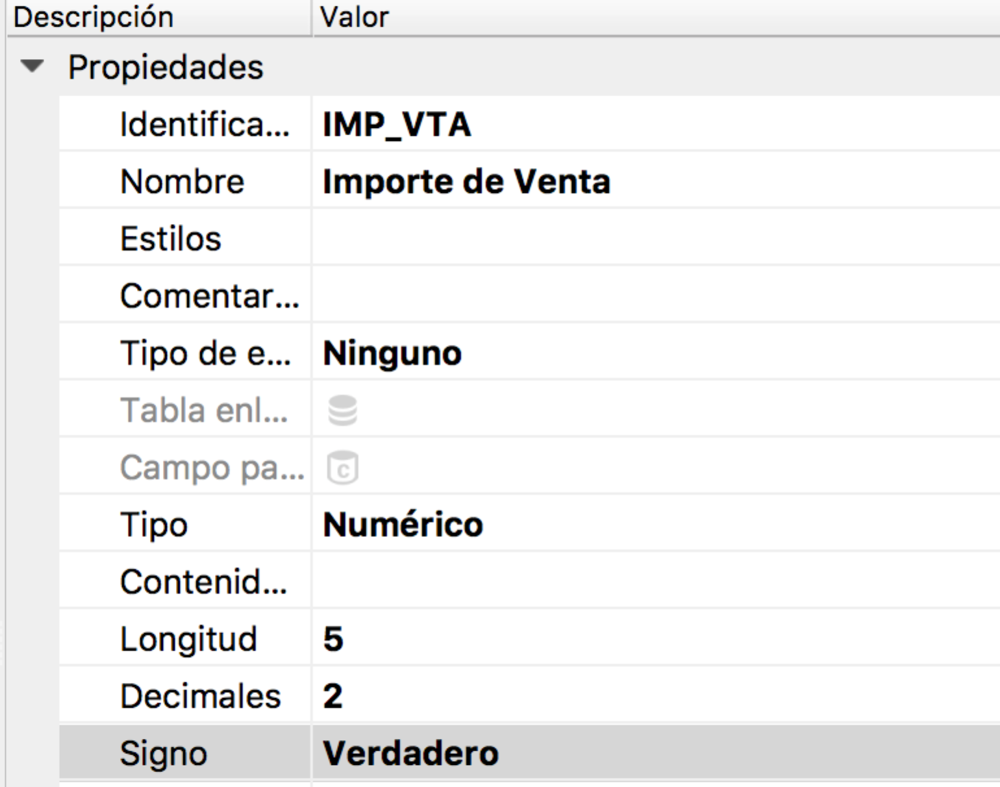 Descripción Valor
Propiedades
Identifica... IMP_VTA
Nombre Importe de Venta
Estilos
Comentar...
Tipo de e... Ninguno
Tabla enl...
Campo pa... c
Tipo Numérico
Contenid...
Longitud 5
Decimales 2
Signo Verdadero